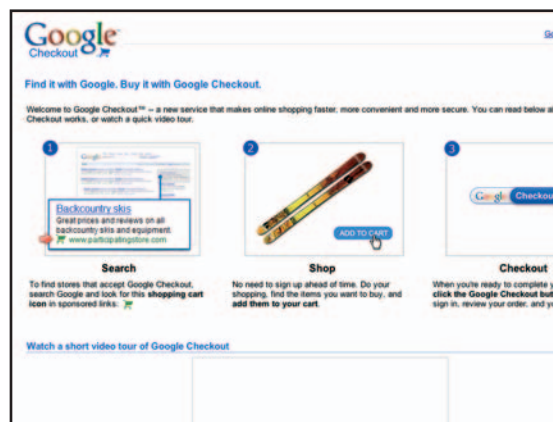 Google
Checkout
Go
Find it with Google. Buy it with Google Checkout.
Welcome to Google Checkout™ – a new service that makes online shopping faster, more convenient and more secure. You can read below
Checkout works, or watch a quick video tour.
1
Google
Backcountry skis
Great prices and reviews on all
backcountry skis and equipment.
www.participatingstore.com
Search
To find stores that accept Google Checkout,
search Google and look for this shopping cart
icon in sponsored links.
2
ADD TO CART
Shop
No need to sign up ahead of time. Do your
shopping, find the items you want to buy, and
add them to your cart.
3
Google Checkou
Checkout
When you're ready to complete
click the Google Checkout
sign in, review your order, and
Watch a short video tour of Google Checkout